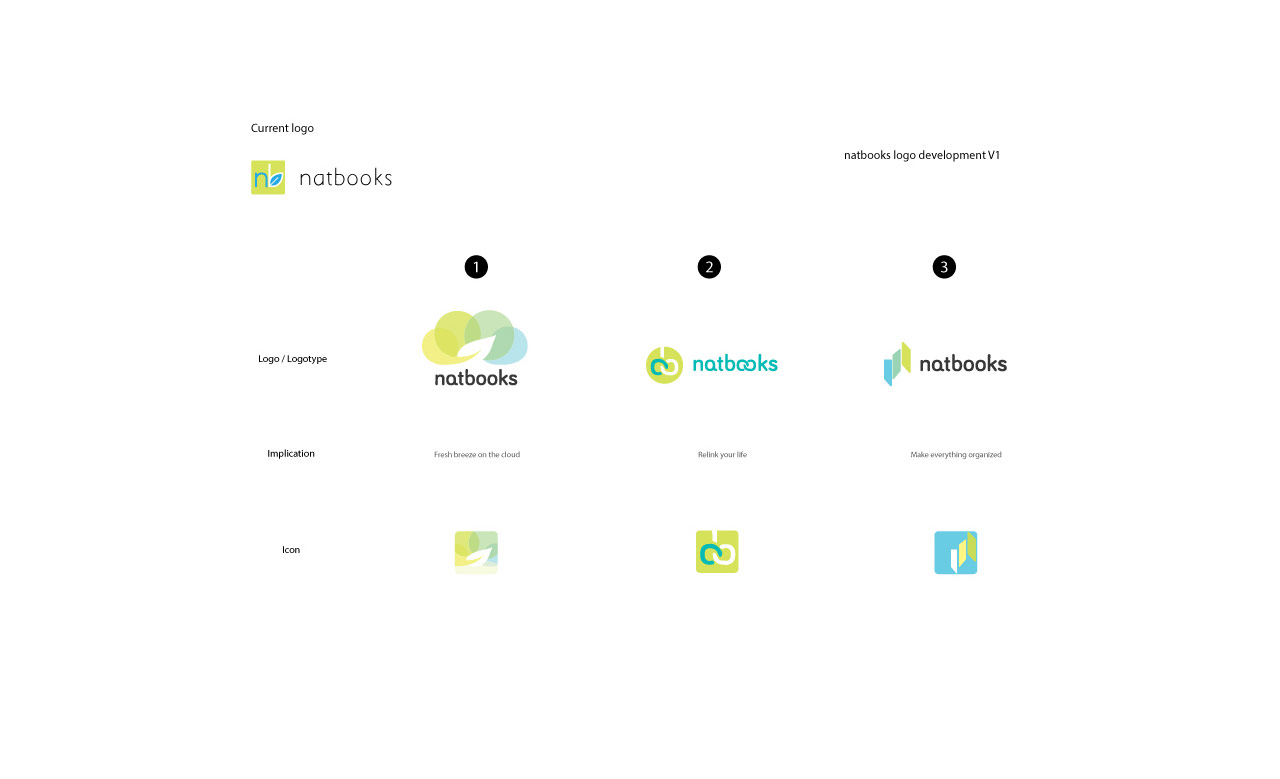 Current logo
natbooks logo development V1
nb natbooks
1
2
3
Logo / Logotype
natbooks
natbooks
natbooks
Implication
Fresh breeze on the cloud
Relink your life
Make everything organized
Icon